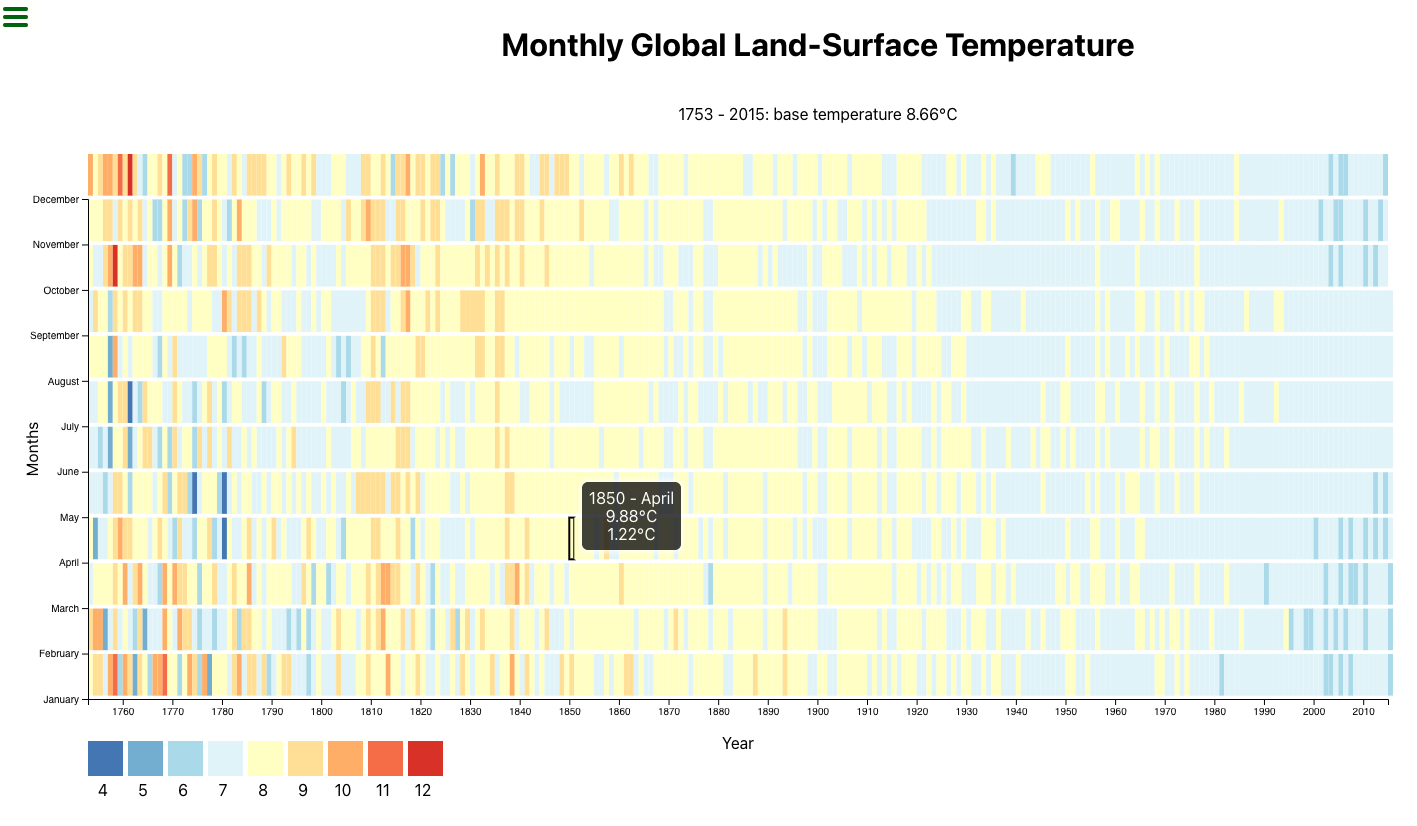 Monthly Global Land-Surface Temperature
1753 - 2015: base temperature 8.66°C
December
November
October
September
August
July
June
May
April
March
February
January
Months
1850 - April
9.88°C
1.22°C
1760 1770 1780 1790 1800 1810 1820 1830 1840 1850 1860 1870 1880 1890 1900 1910 1920 1930 1940 1950 1960 1970 1980 1990 2000 2010
Year
4 5 6 7 8 9 10 11 12